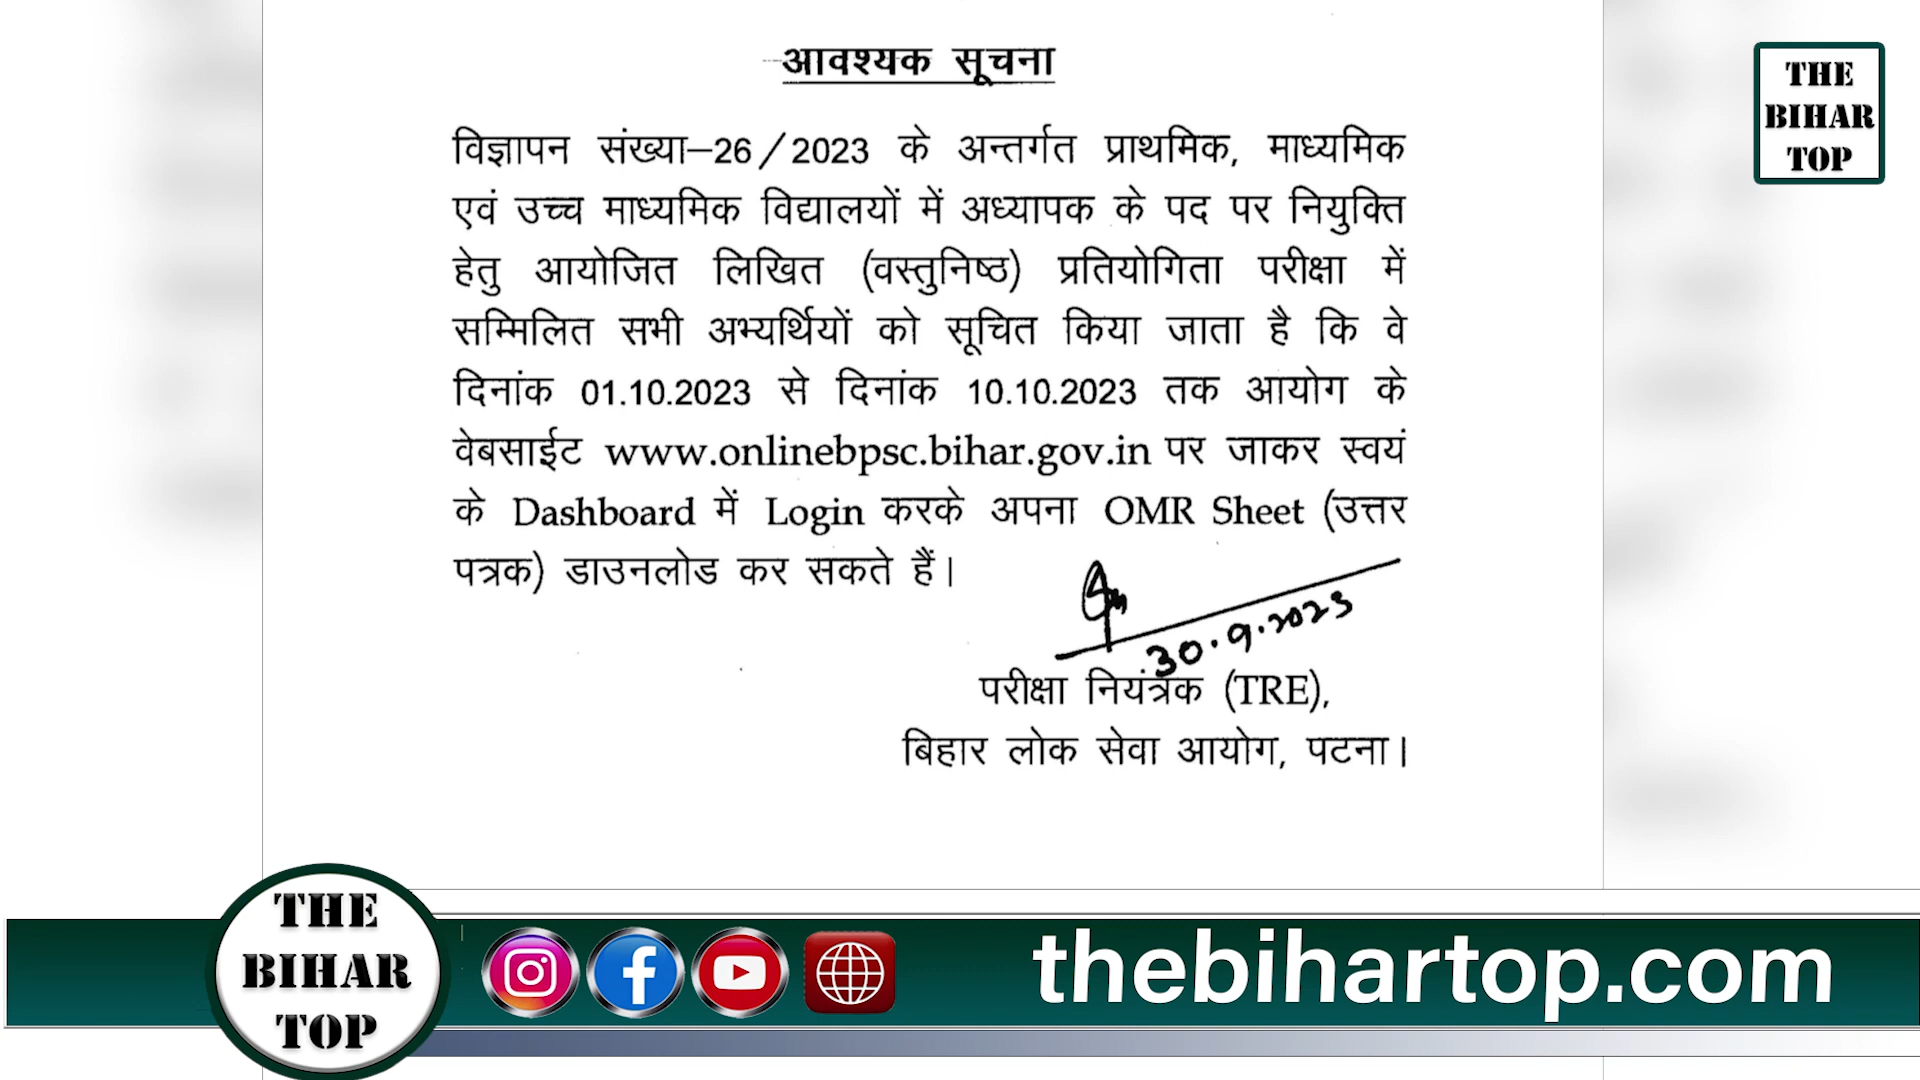 आवश्यक सूचना
THE
BIHAR
TOP
विज्ञापन संख्या–26/2023 के अन्तर्गत प्राथमिक, माध्यमिक
एवं उच्च माध्यमिक विद्यालयों में अध्यापक के पद पर नियुक्ति
हेतु आयोजित लिखित (वस्तुनिष्ठ) प्रतियोगिता परीक्षा में
सम्मिलित सभी अभ्यर्थियों को सूचित किया जाता है कि वे
दिनांक 01.10.2023 से दिनांक 10.10.2023 तक आयोग के
वेबसाईट www.onlinebpsc.bihar.gov.in पर जाकर स्वयं
के Dashboard में Login करके अपना OMR Sheet (उत्तर
पत्रक) डाउनलोड कर सकते हैं।
30.9.2023
परीक्षा नियंत्रक (TRE),
बिहार लोक सेवा आयोग, पटना।
THE
BIHAR
TOP
thebihartop.com